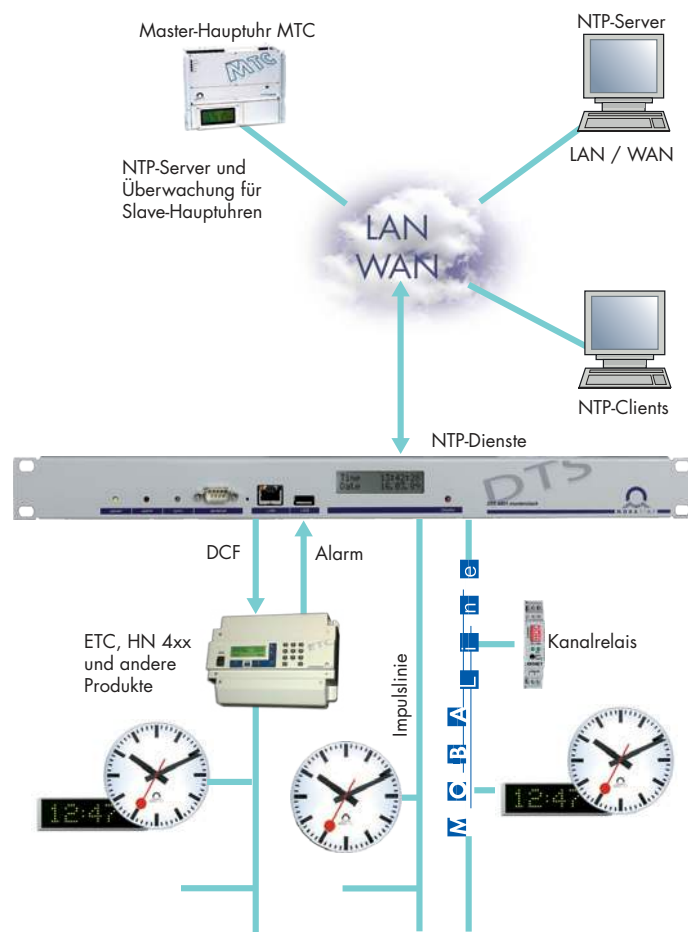 Master-Hauptuhr MTC
NTP-Server
MTC
NTP-Server und
Überwachung für
Slave-Hauptuhren
LAN / WAN
LAN
WAN
NTP-Clients
NTP-Dienste
Time
Date
DTS
DCF
Alarm
ETC, HN 4xx
und andere
Produkte
ETC
Impulslinie
MOBALine
Kanalrelais
12:47
12:47